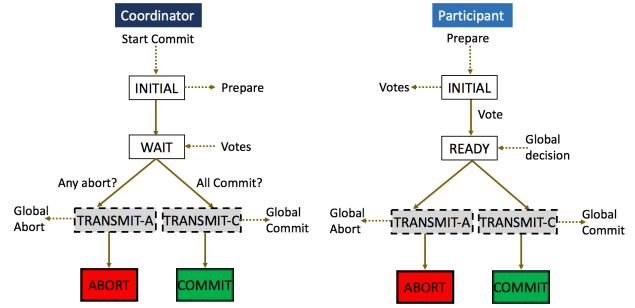 Coordinator
Start Commit
INITIAL
Prepare
WAIT
Votes
Any abort?
All Commit?
Global
Abort
TRANSMIT-A
TRANSMIT-C
Global
Commit
ABORT
COMMIT
Participant
Prepare
Votes
INITIAL
Vote
READY
Global
decision
Global
Abort
TRANSMIT-A
TRANSMIT-C
Global
Commit
ABORT
COMMIT